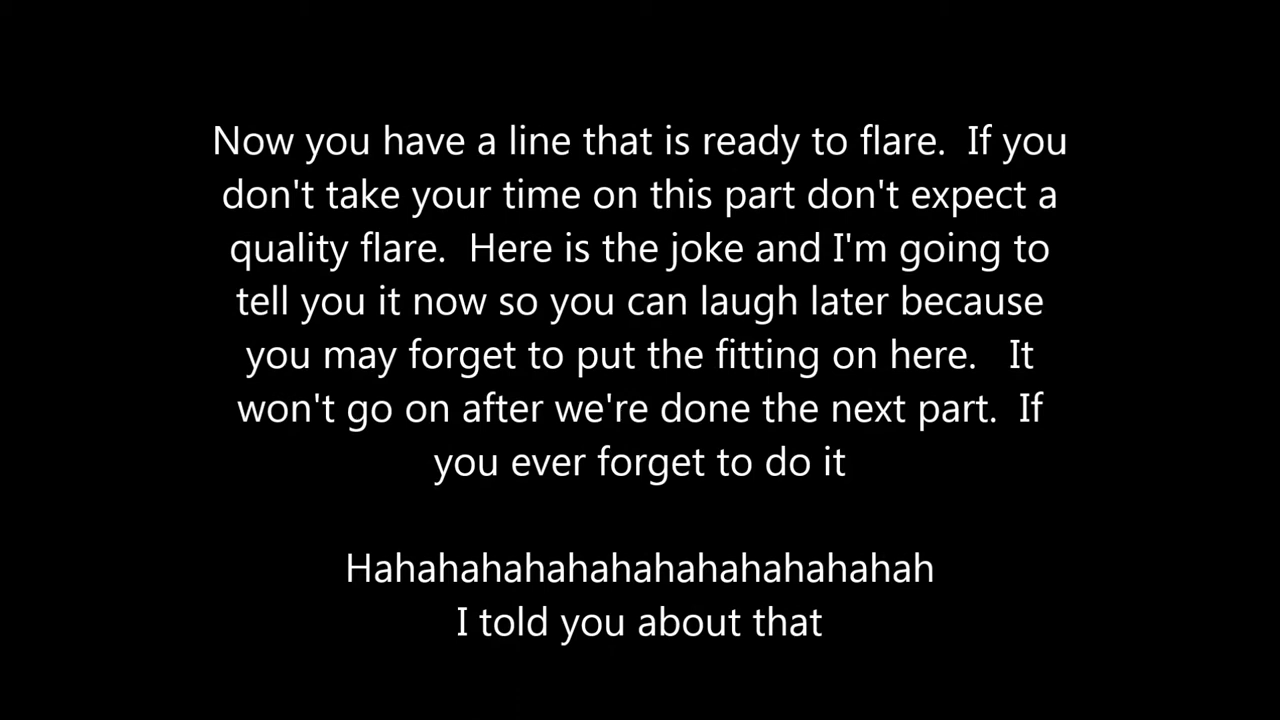 Now you have a line that is ready to flare.  If you
don't take your time on this part don't expect a
quality flare.  Here is the joke and I'm going to
tell you it now so you can laugh later because
you may forget to put the fitting on here.   It
won't go on after we're done the next part.  If
you ever forget to do it
Hahahahahahahahahahahahahah
I told you about that